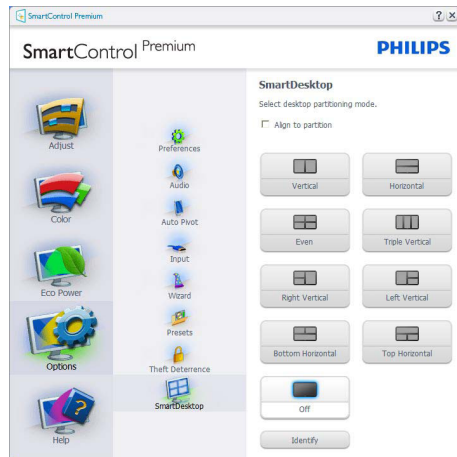 SmartControl Premium
SmartControl Premium
PHILIPS
Adjust
Color
Eco Power
Options
Help
Preferences
Audio
Auto Pivot
Input
Wizard
Presets
Theft Deterrence
SmartDesktop
SmartDesktop
Select desktop partitioning mode.
Align to partition
Vertical
Horizontal
Even
Triple Vertical
Right Vertical
Left Vertical
Bottom Horizontal
Top Horizontal
Off
Identify